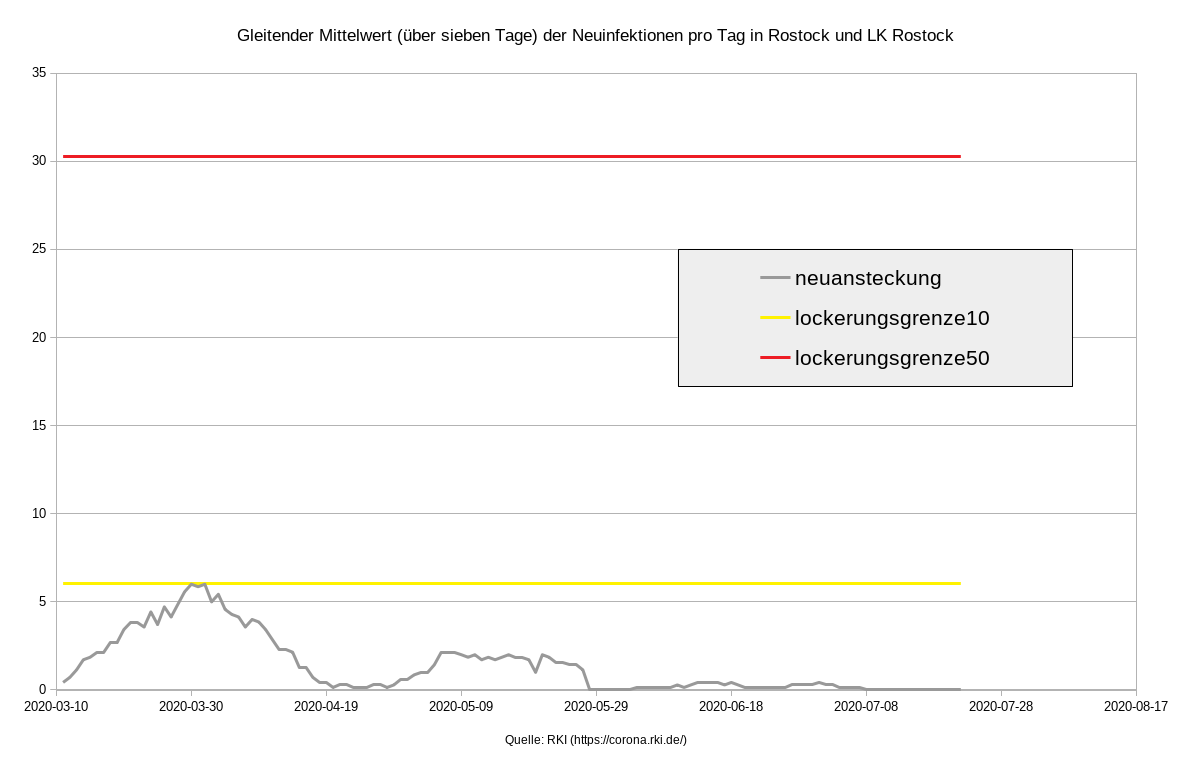 Gleitender Mittelwert (über sieben Tage) der Neuinfektionen pro Tag in Rostock und LK Rostock
35
30
25
20
15
10
5
0
neuansteckung
lockerungsgrenze10
lockerungsgrenze50
2020-03-10 2020-03-30 2020-04-19 2020-05-09 2020-05-29 2020-06-18 2020-07-08 2020-07-28 2020-08-17
Quelle: RKI (https://corona.rki.de/)